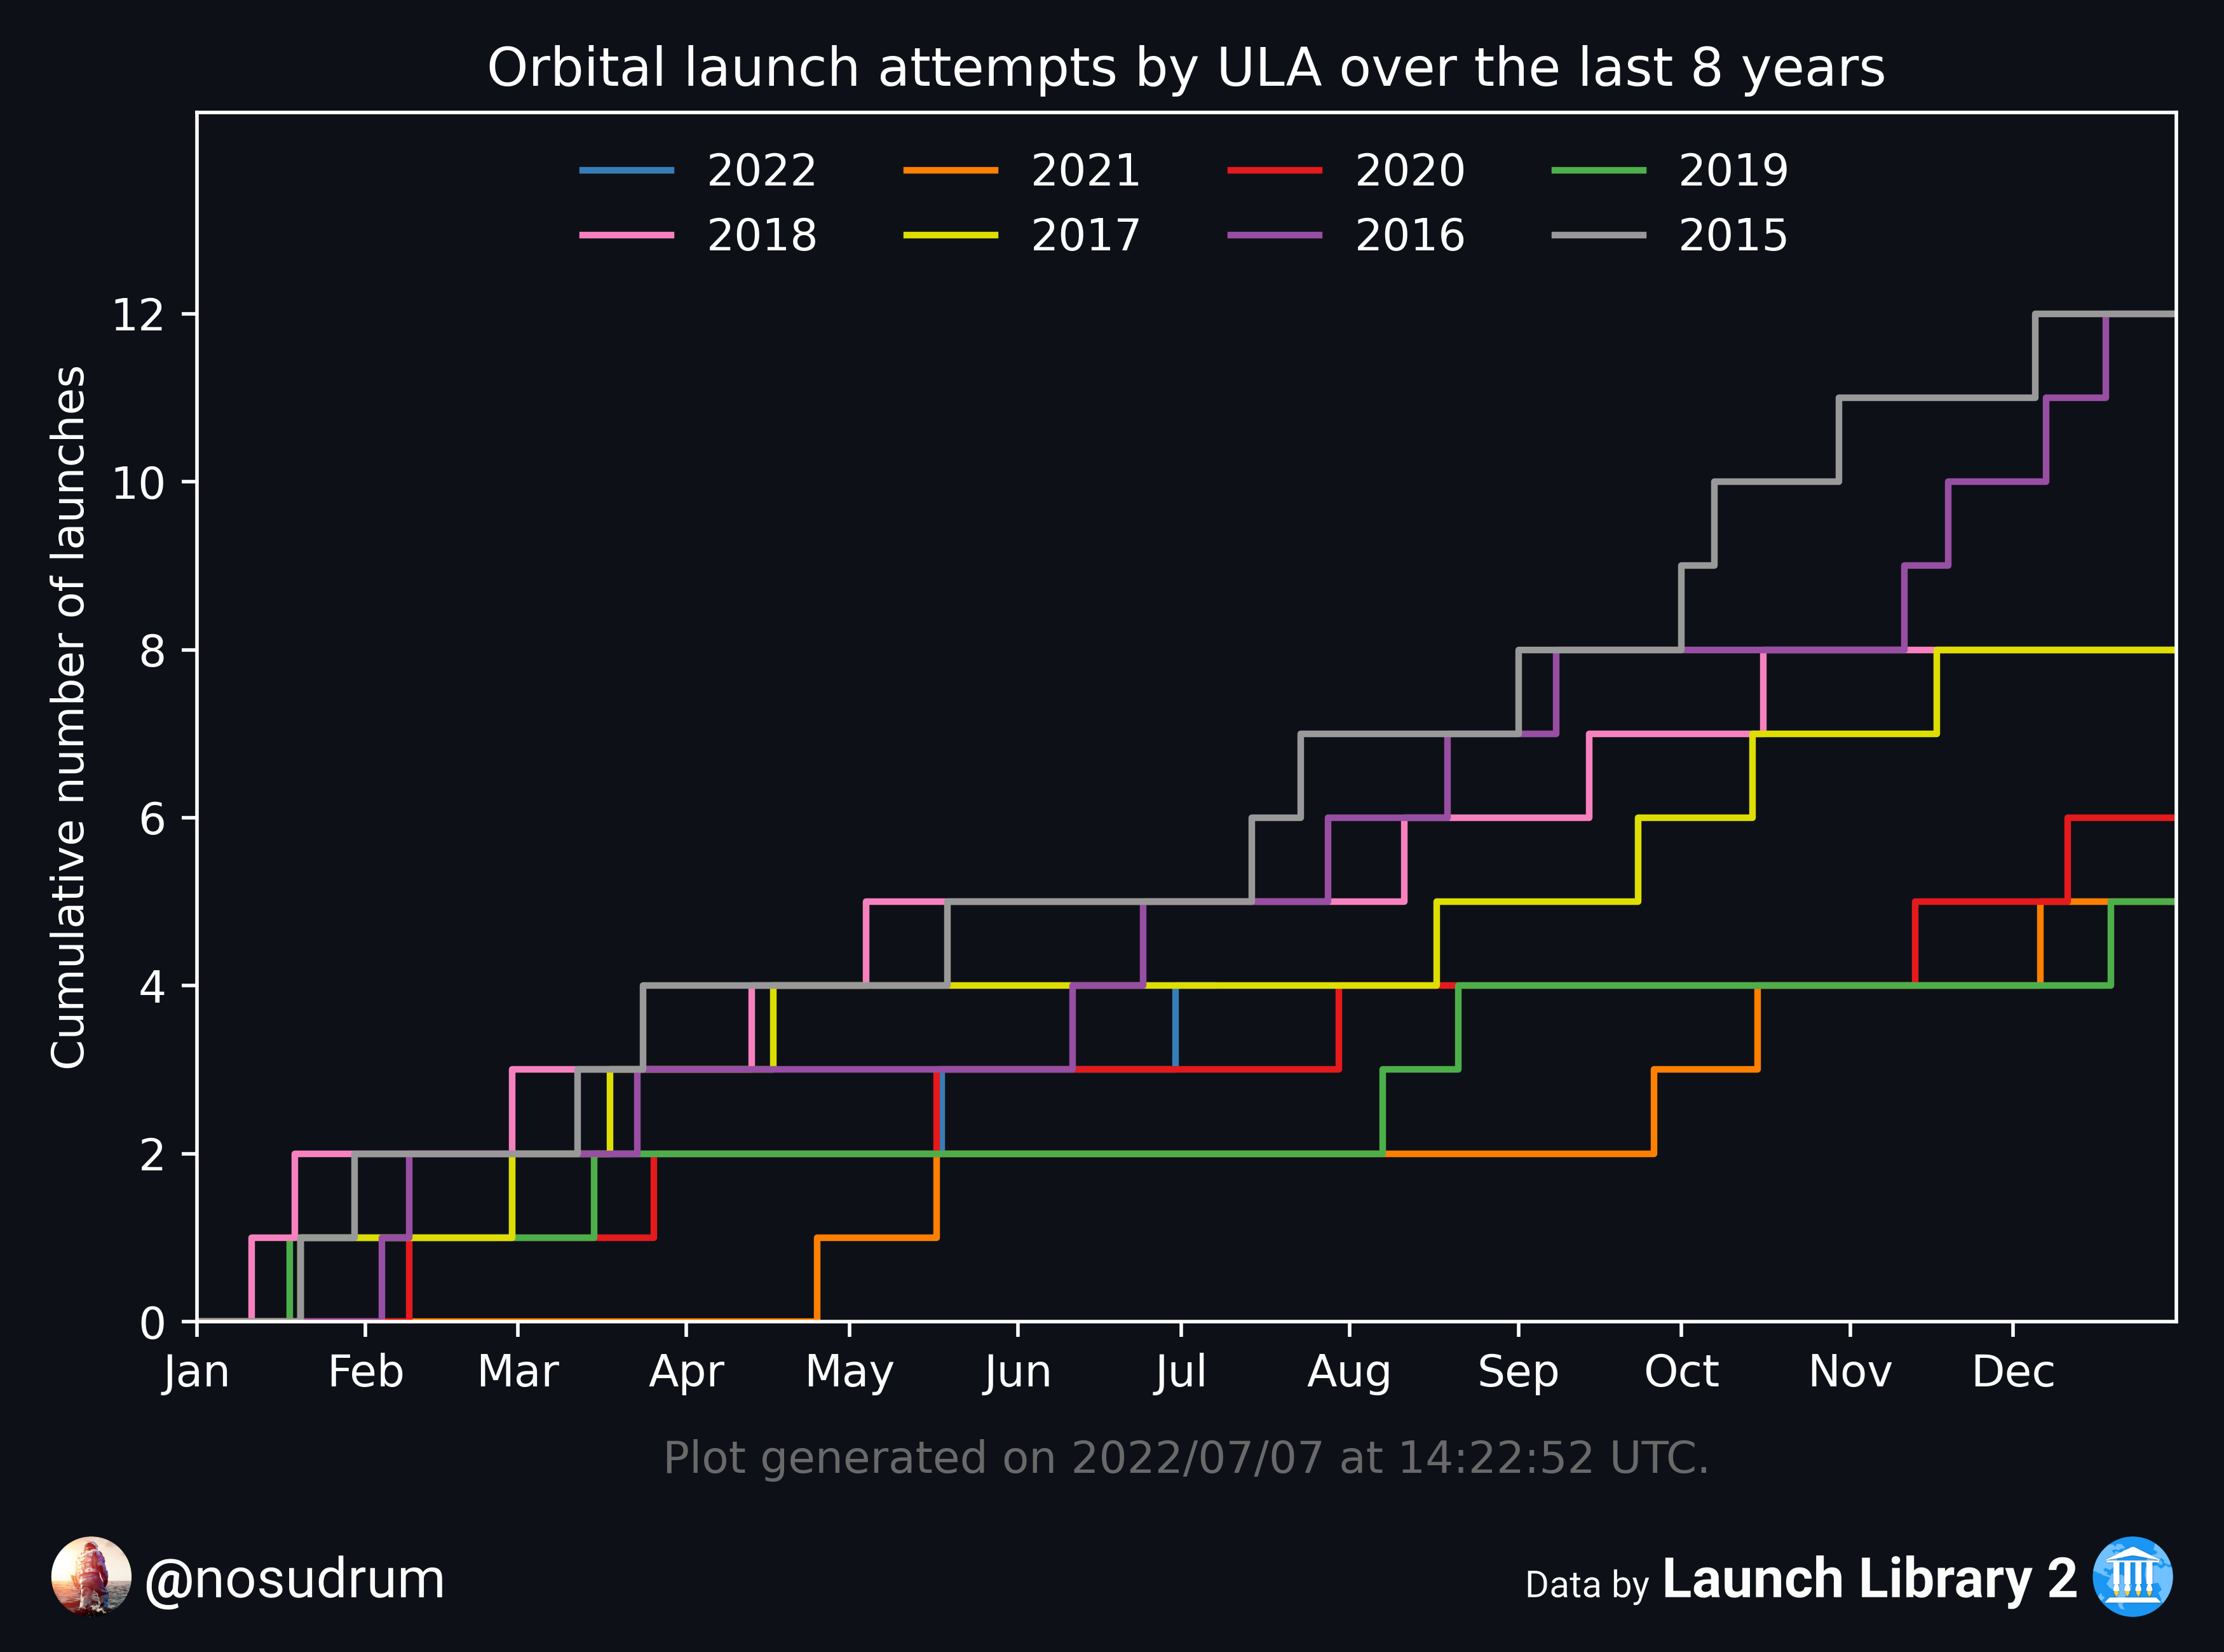 Orbital launch attempts by ULA over the last 8 years
2022 2021 2020 2019
2018 2017 2016 2015
Cumulative number of launches
12
10
8
6
4
2
0
Jan Feb Mar Apr May Jun Jul Aug Sep Oct Nov Dec
Plot generated on 2022/07/07 at 14:22:52 UTC.
@nosudrum
Data by Launch Library 2